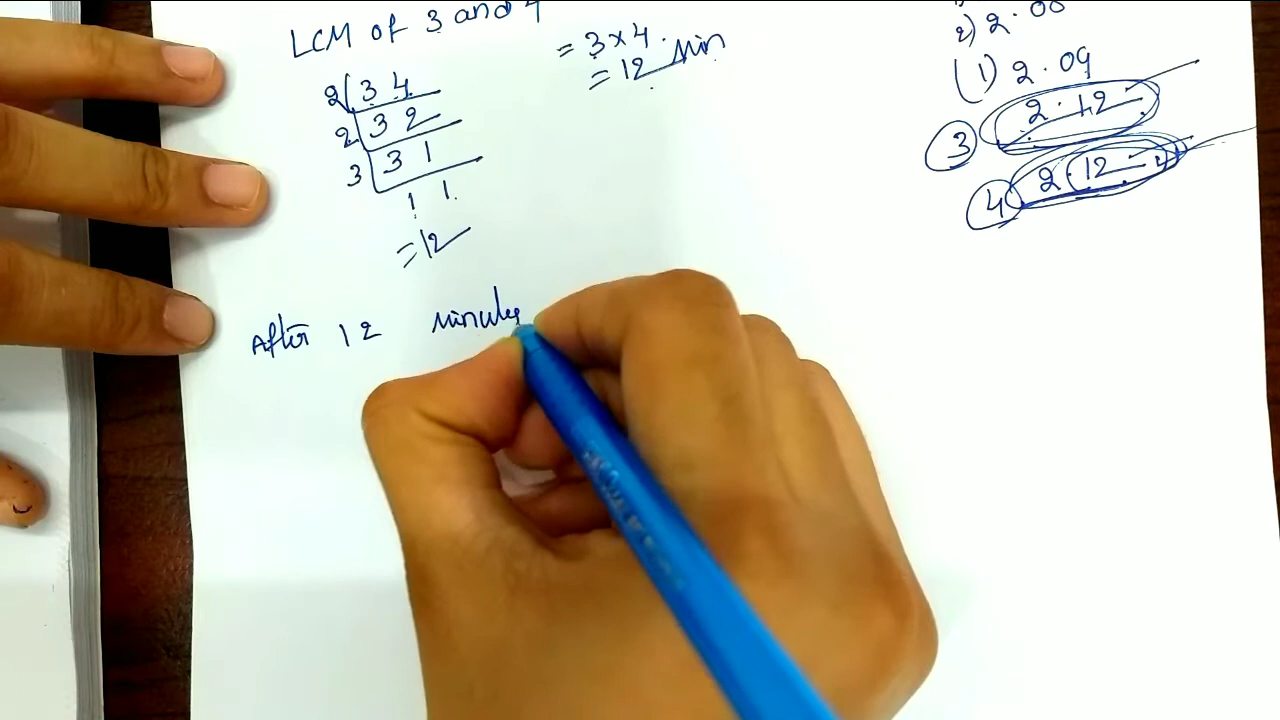 LCM of 3 and 4
2 3 4
2 3 2
3 3 1
1 1
=12
= 3×4
= 12 Min
2) 2.08
(1) 2.09
3 2.12
4 2.12
After 12 minutes